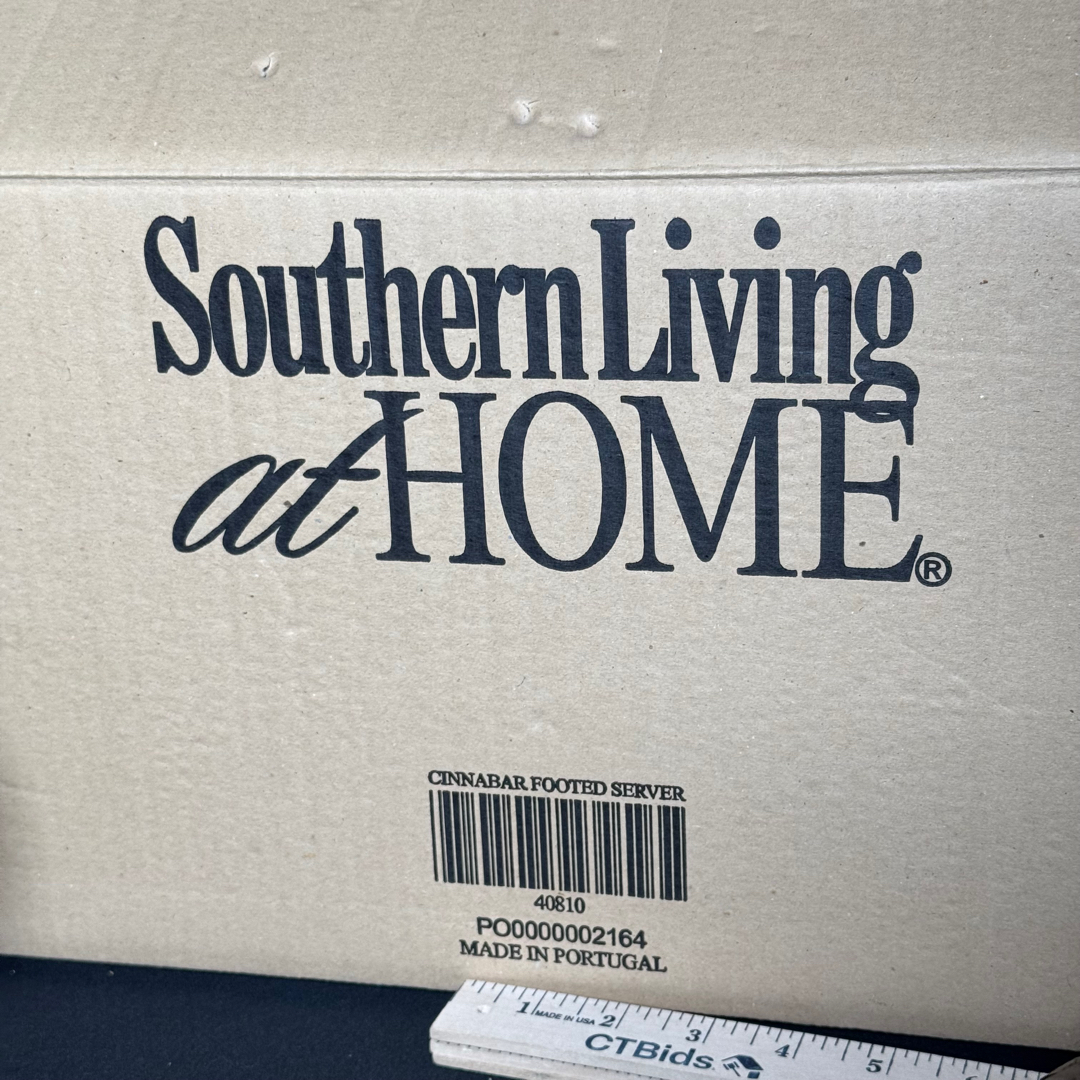 Southern Living
at HOME®
CINNABAR FOOTED SERVER
40810
PO0000002164
MADE IN PORTUGAL
1 MADE IN USA 2 3 4 5
CTBids